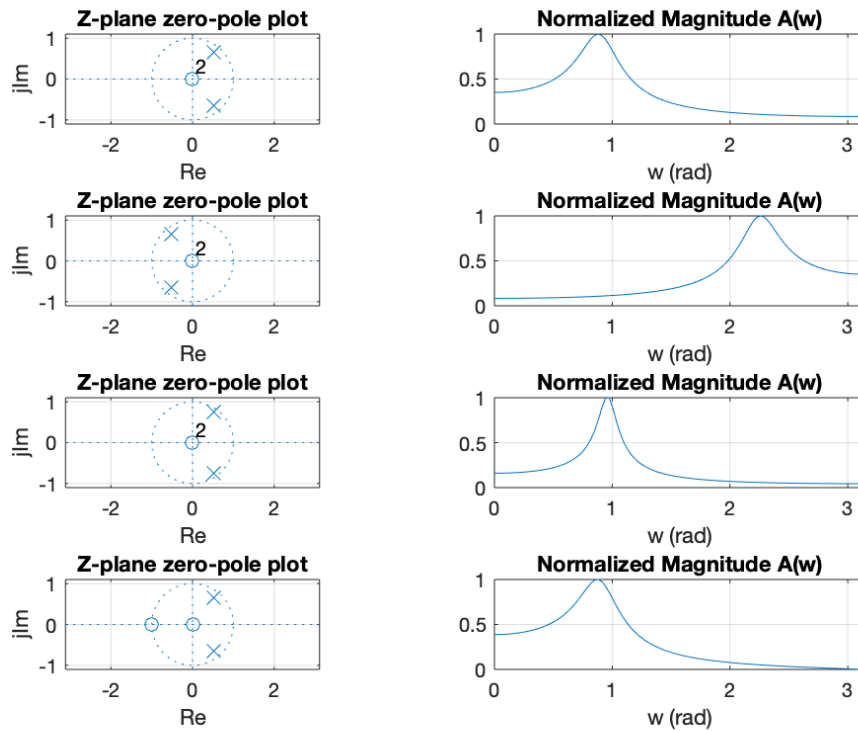 Z-plane zero-pole plot
1
0
-1
jIm
2
-2 0 2
Re
Normalized Magnitude A(w)
1
0.5
0
0 1 2 3
w (rad)
Z-plane zero-pole plot
1
0
-1
jIm
2
-2 0 2
Re
Normalized Magnitude A(w)
1
0.5
0
0 1 2 3
w (rad)
Z-plane zero-pole plot
1
0
-1
jIm
2
-2 0 2
Re
Normalized Magnitude A(w)
1
0.5
0
0 1 2 3
w (rad)
Z-plane zero-pole plot
1
0
-1
jIm
-2 0 2
Re
Normalized Magnitude A(w)
1
0.5
0
0 1 2 3
w (rad)